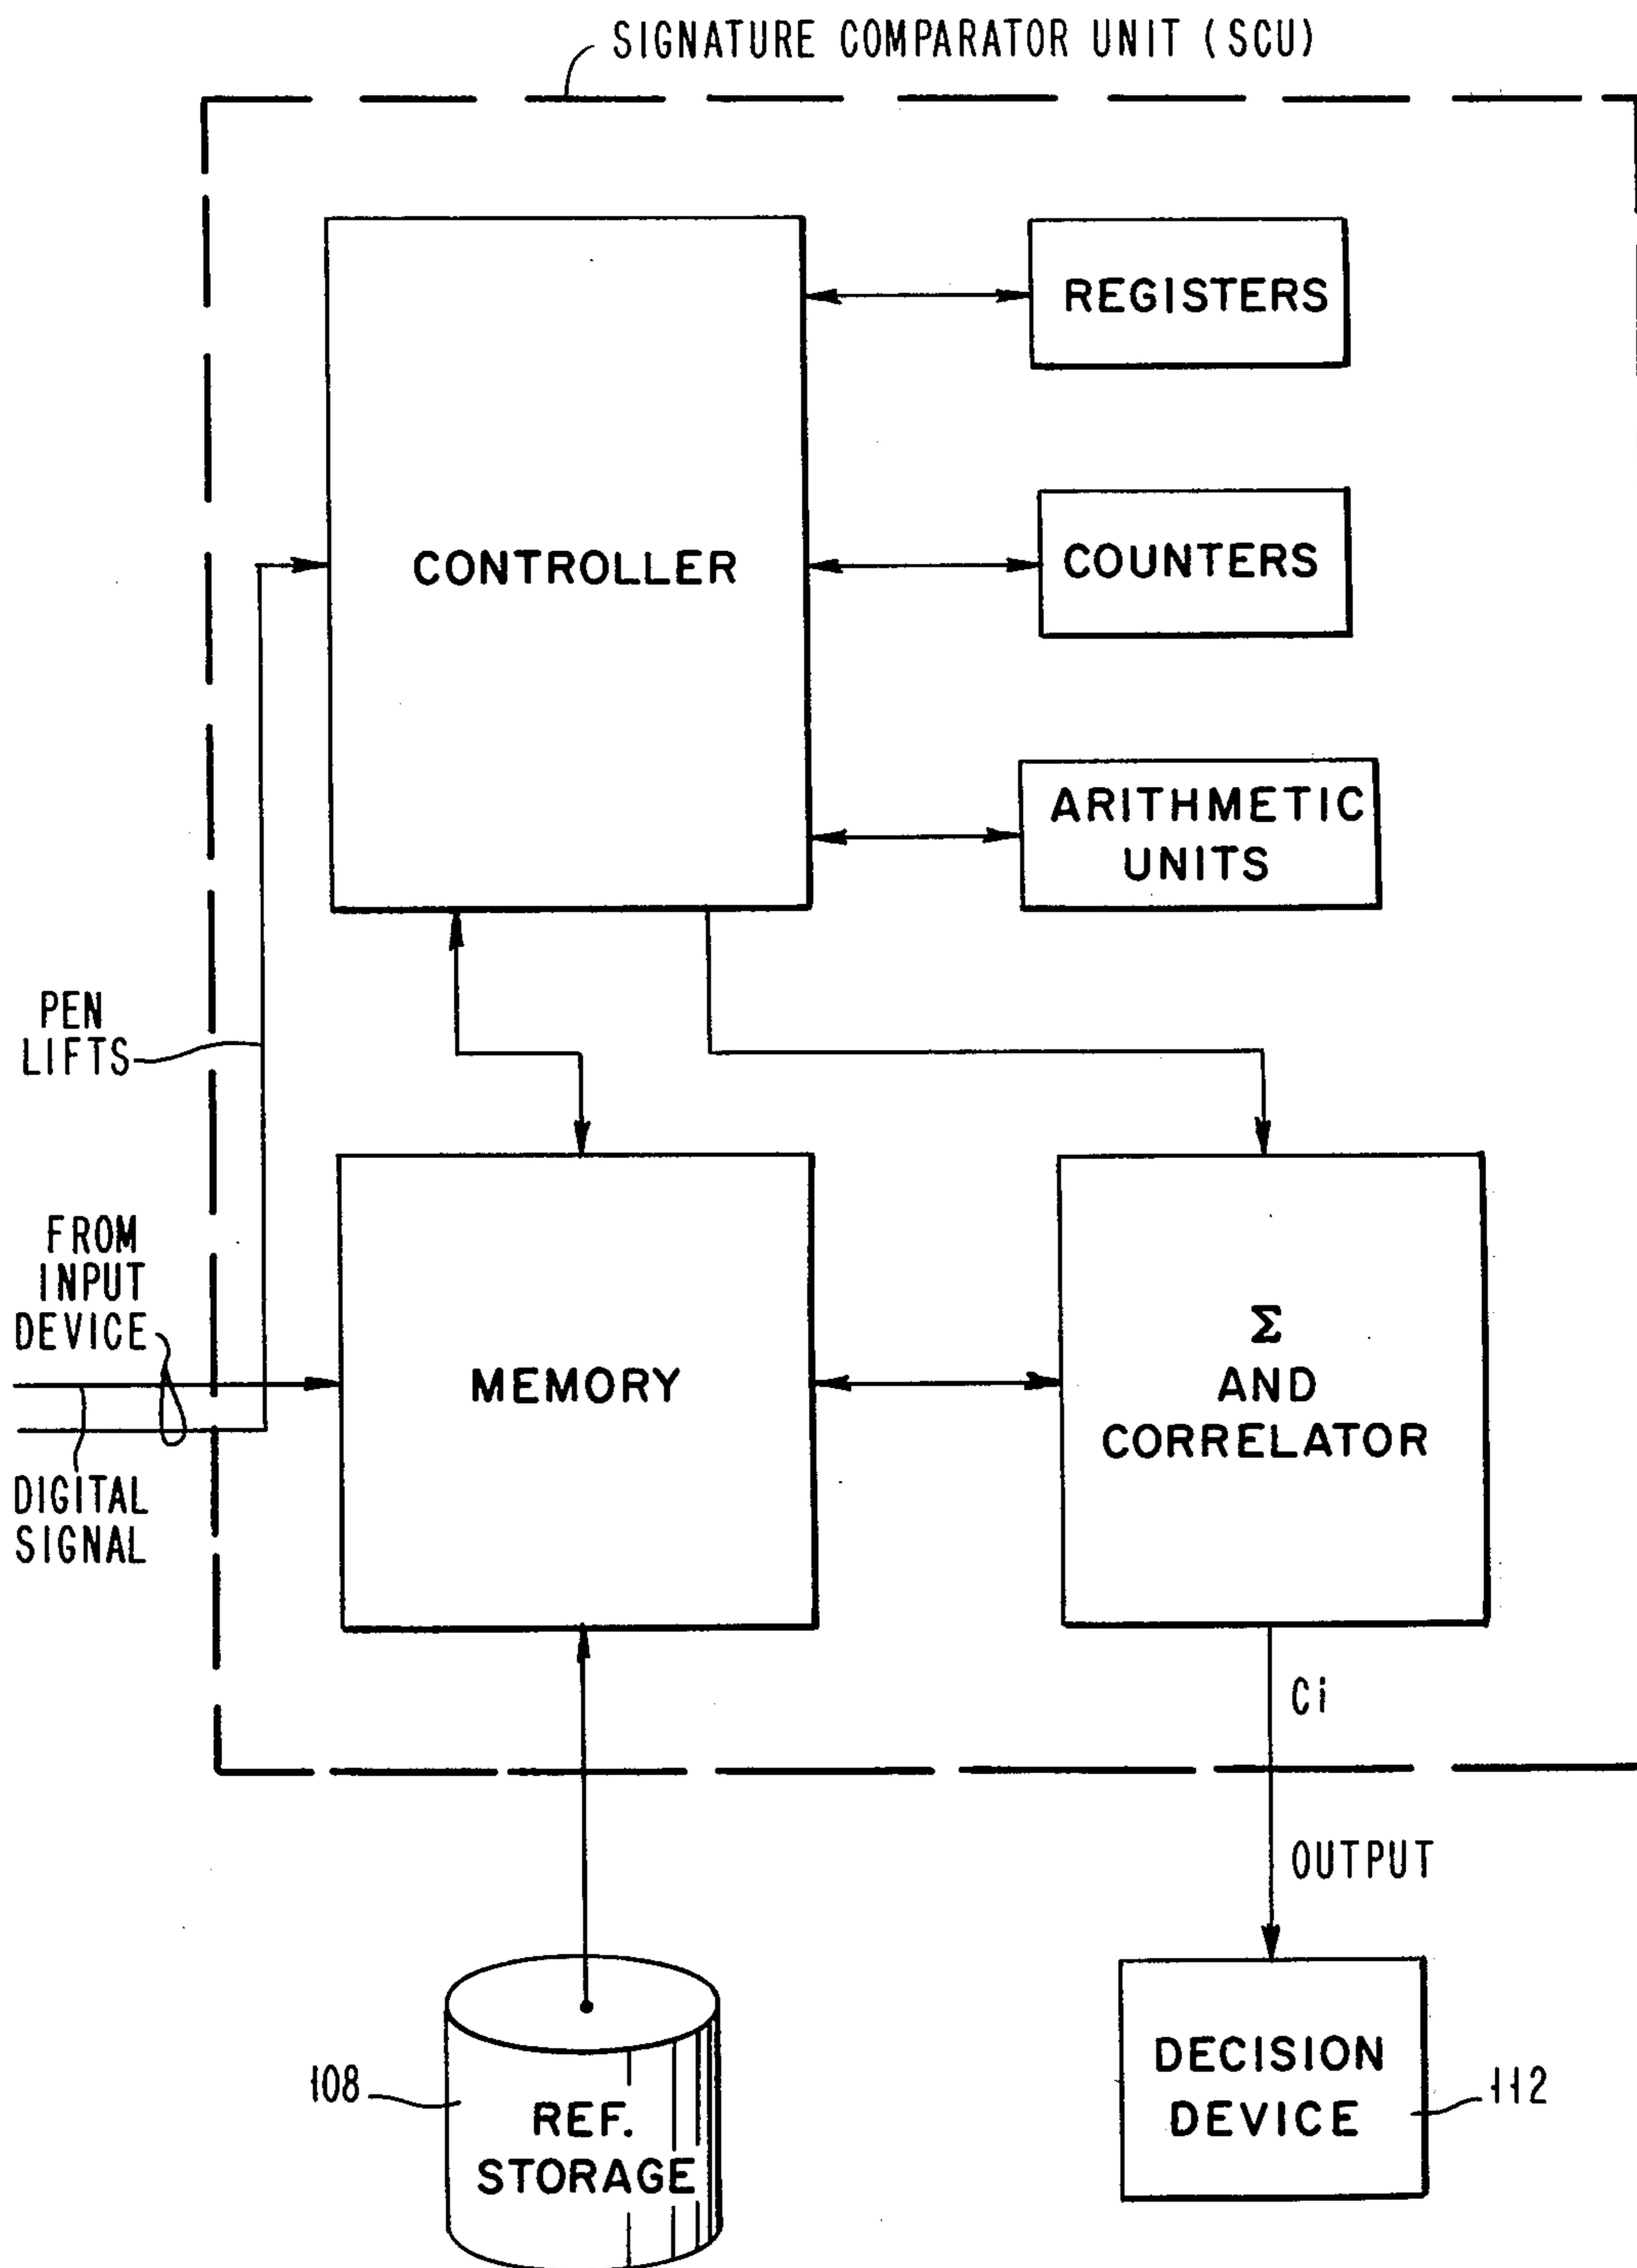 SIGNATURE COMPARATOR UNIT (SCU)
REGISTERS
CONTROLLER
COUNTERS
ARITHMETIC
UNITS
PEN
LIFTS
FROM
INPUT
DEVICE
MEMORY
Σ
AND
CORRELATOR
DIGITAL
SIGNAL
Ci
OUTPUT
108
REF.
STORAGE
DECISION
DEVICE
112